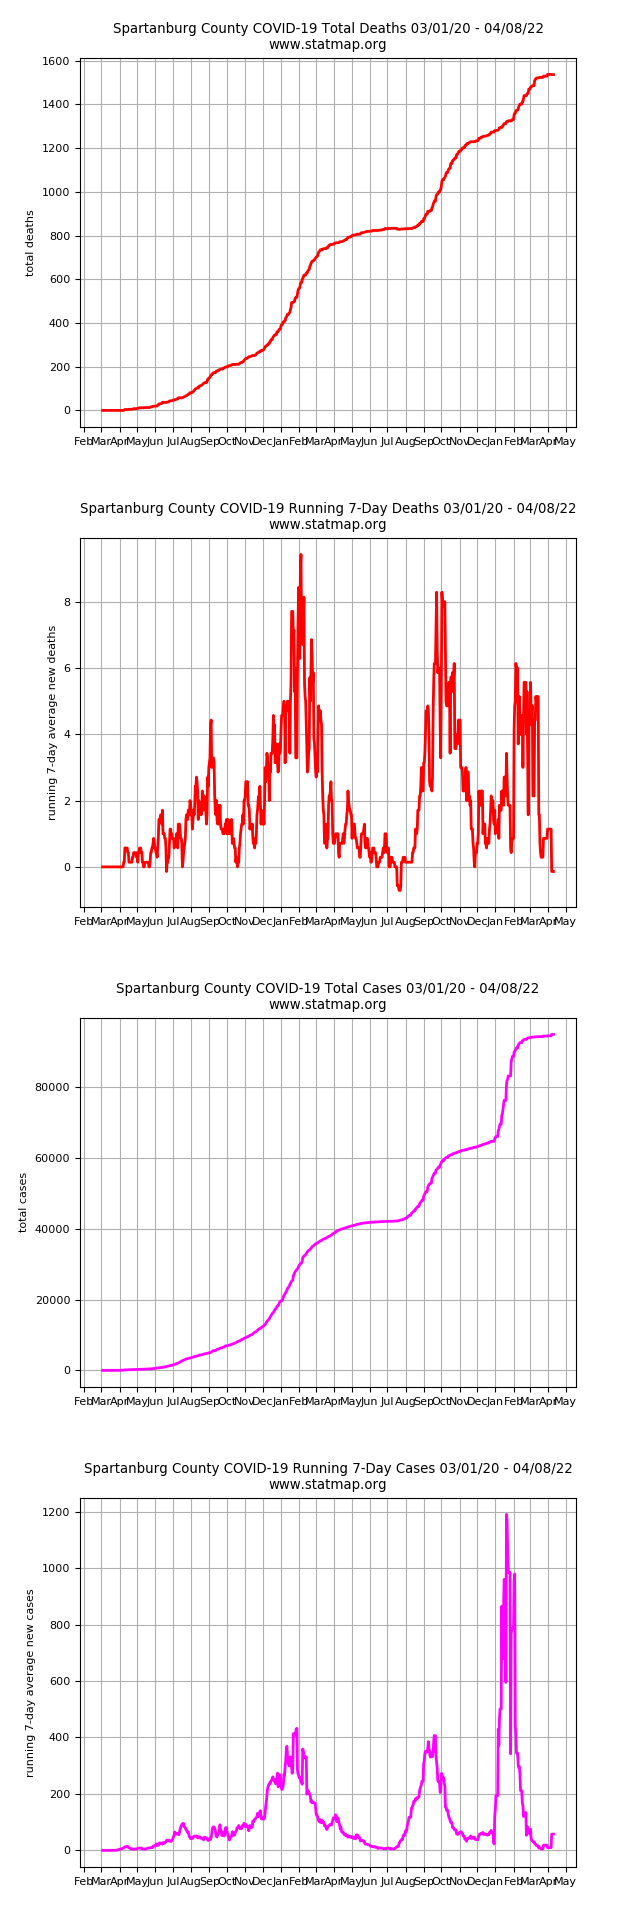 Spartanburg County COVID-19 Total Deaths 03/01/20 - 04/08/22
www.statmap.org
1600
1400
1200
1000
800
600
400
200
0
total deaths
Feb Mar Apr May Jun Jul Aug Sep Oct Nov Dec Jan Feb Mar Apr May Jun Jul Aug Sep Oct Nov Dec Jan Feb Mar Apr May
Spartanburg County COVID-19 Running 7-Day Deaths 03/01/20 - 04/08/22
www.statmap.org
8
6
4
2
0
running 7-day average new deaths
Feb Mar Apr May Jun Jul Aug Sep Oct Nov Dec Jan Feb Mar Apr May Jun Jul Aug Sep Oct Nov Dec Jan Feb Mar Apr May
Spartanburg County COVID-19 Total Cases 03/01/20 - 04/08/22
www.statmap.org
80000
60000
40000
20000
0
total cases
Feb Mar Apr May Jun Jul Aug Sep Oct Nov Dec Jan Feb Mar Apr May Jun Jul Aug Sep Oct Nov Dec Jan Feb Mar Apr May
Spartanburg County COVID-19 Running 7-Day Cases 03/01/20 - 04/08/22
www.statmap.org
1200
1000
800
600
400
200
0
running 7-day average new cases
Feb Mar Apr May Jun Jul Aug Sep Oct Nov Dec Jan Feb Mar Apr May Jun Jul Aug Sep Oct Nov Dec Jan Feb Mar Apr May